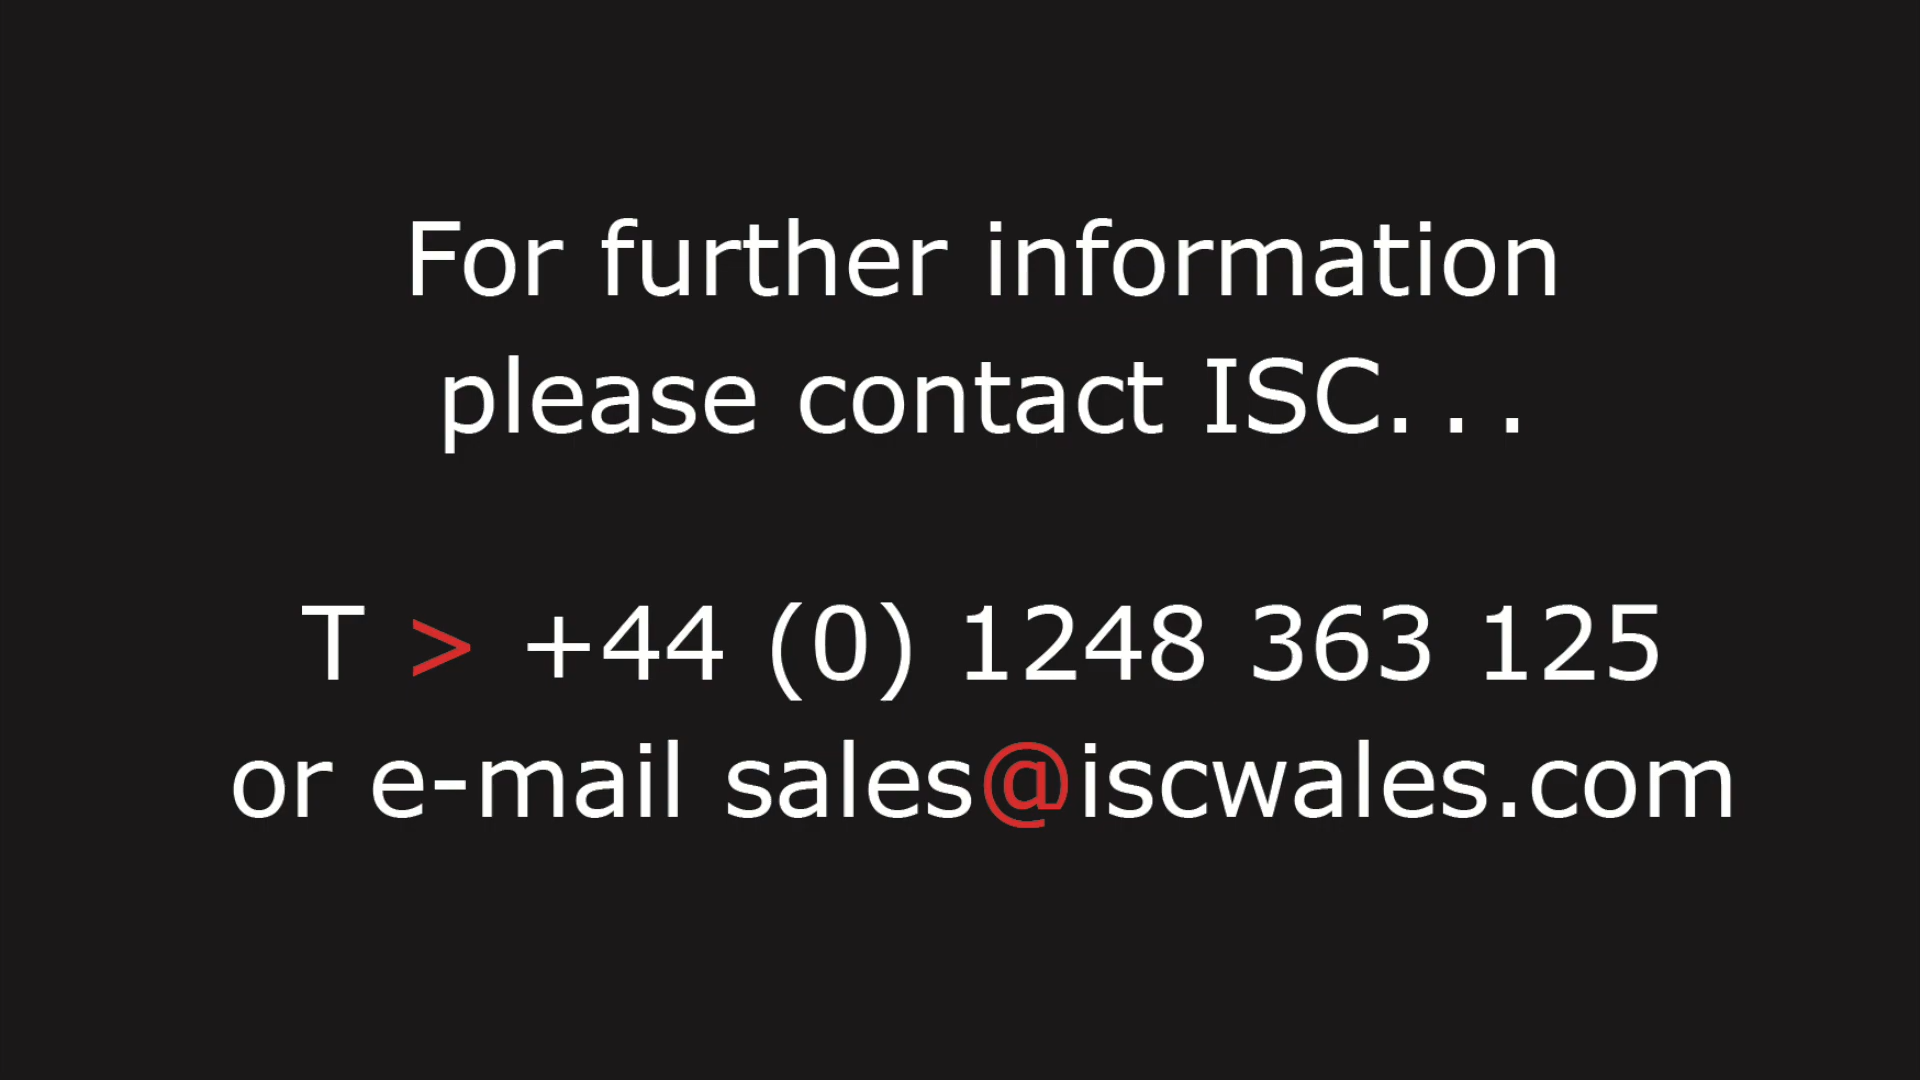 For further information
please contact ISC...
T > +44 (0) 1248 363 125
or e-mail sales@iscwales.com